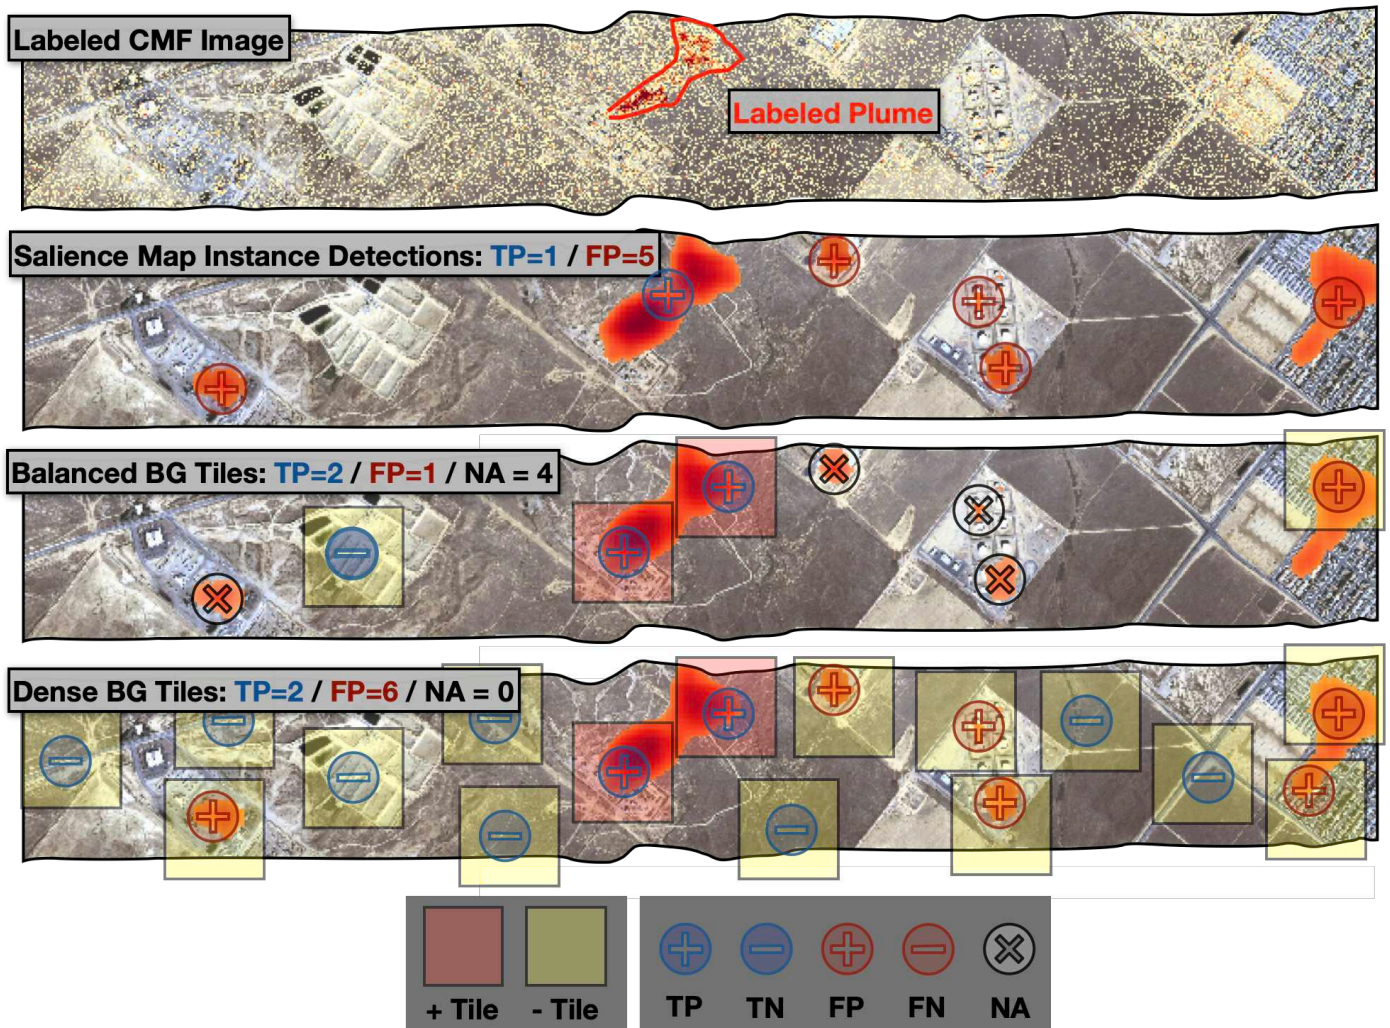 Labeled CMF Image
Labeled Plume
Salience Map Instance Detections: TP=1 / FP=5
Balanced BG Tiles: TP=2 / FP=1 / NA = 4
Dense BG Tiles: TP=2 / FP=6 / NA = 0
+ Tile - Tile
TP TN FP FN NA